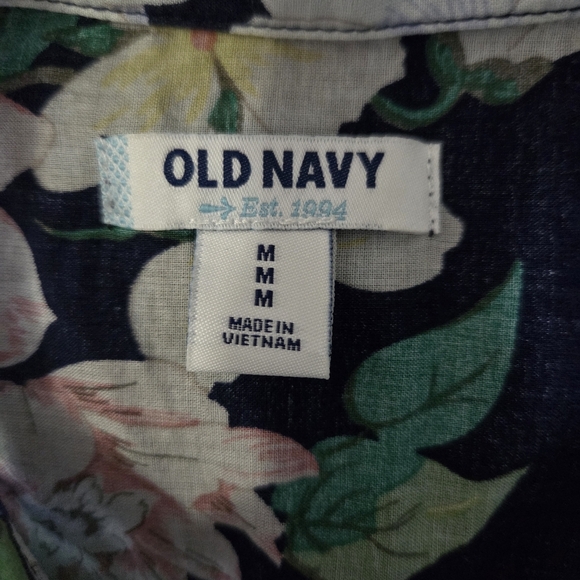 OLD NAVY
Est. 1994
M
M
M
MADE IN
VIETNAM